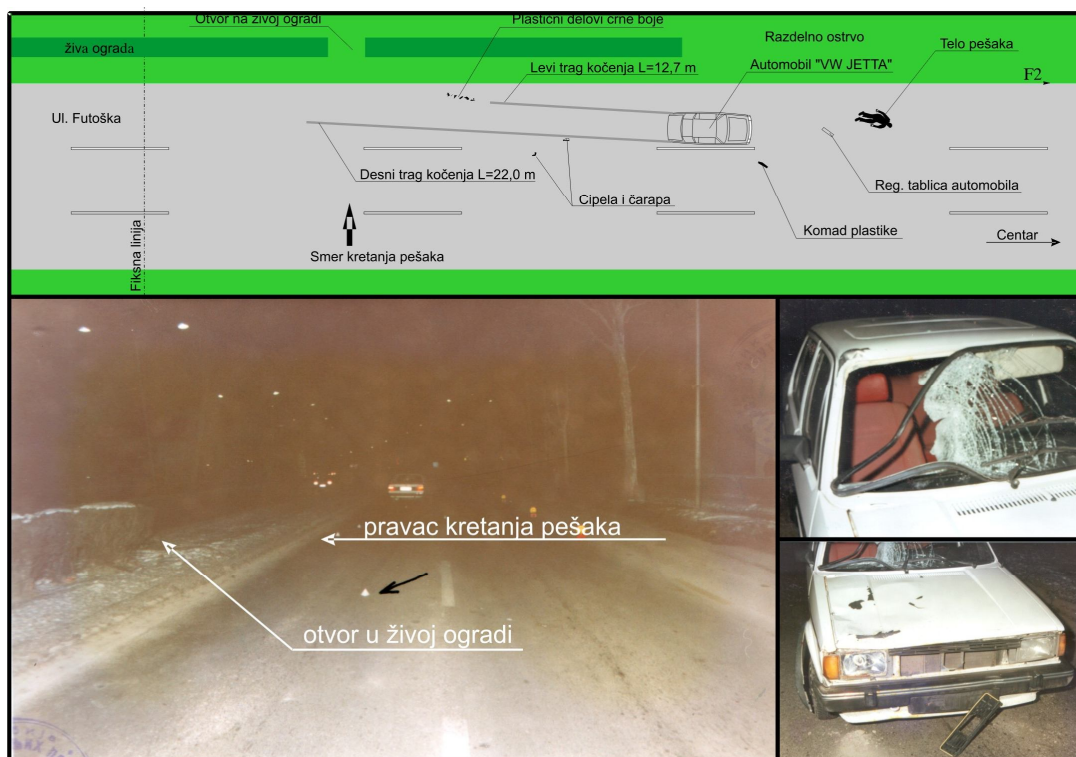 Otvor na živoj ogradi
Plastični delovi crne boje
živa ograda
Razdelno ostrvo
Telo pešaka
Levi trag kočenja L=12,7 m
Automobil "VW JETTA"
F2
Ul. Futoška
Desni trag kočenja L=22,0 m
Cipela i čarapa
Reg. tablica automobila
Komad plastike
Centar
Fiksna linija
Smer kretanja pešaka
pravac kretanja pešaka
otvor u živoj ogradi